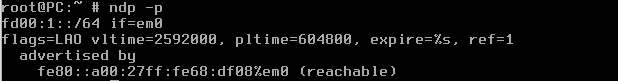 root@PC:~ # ndp -p
fd00:1::/64 if=em0
flags=LAO vltime=2592000, pltime=604800, expire=%s, ref=1
  advertised by
    fe80::a00:27ff:fe68:df08%em0 (reachable)